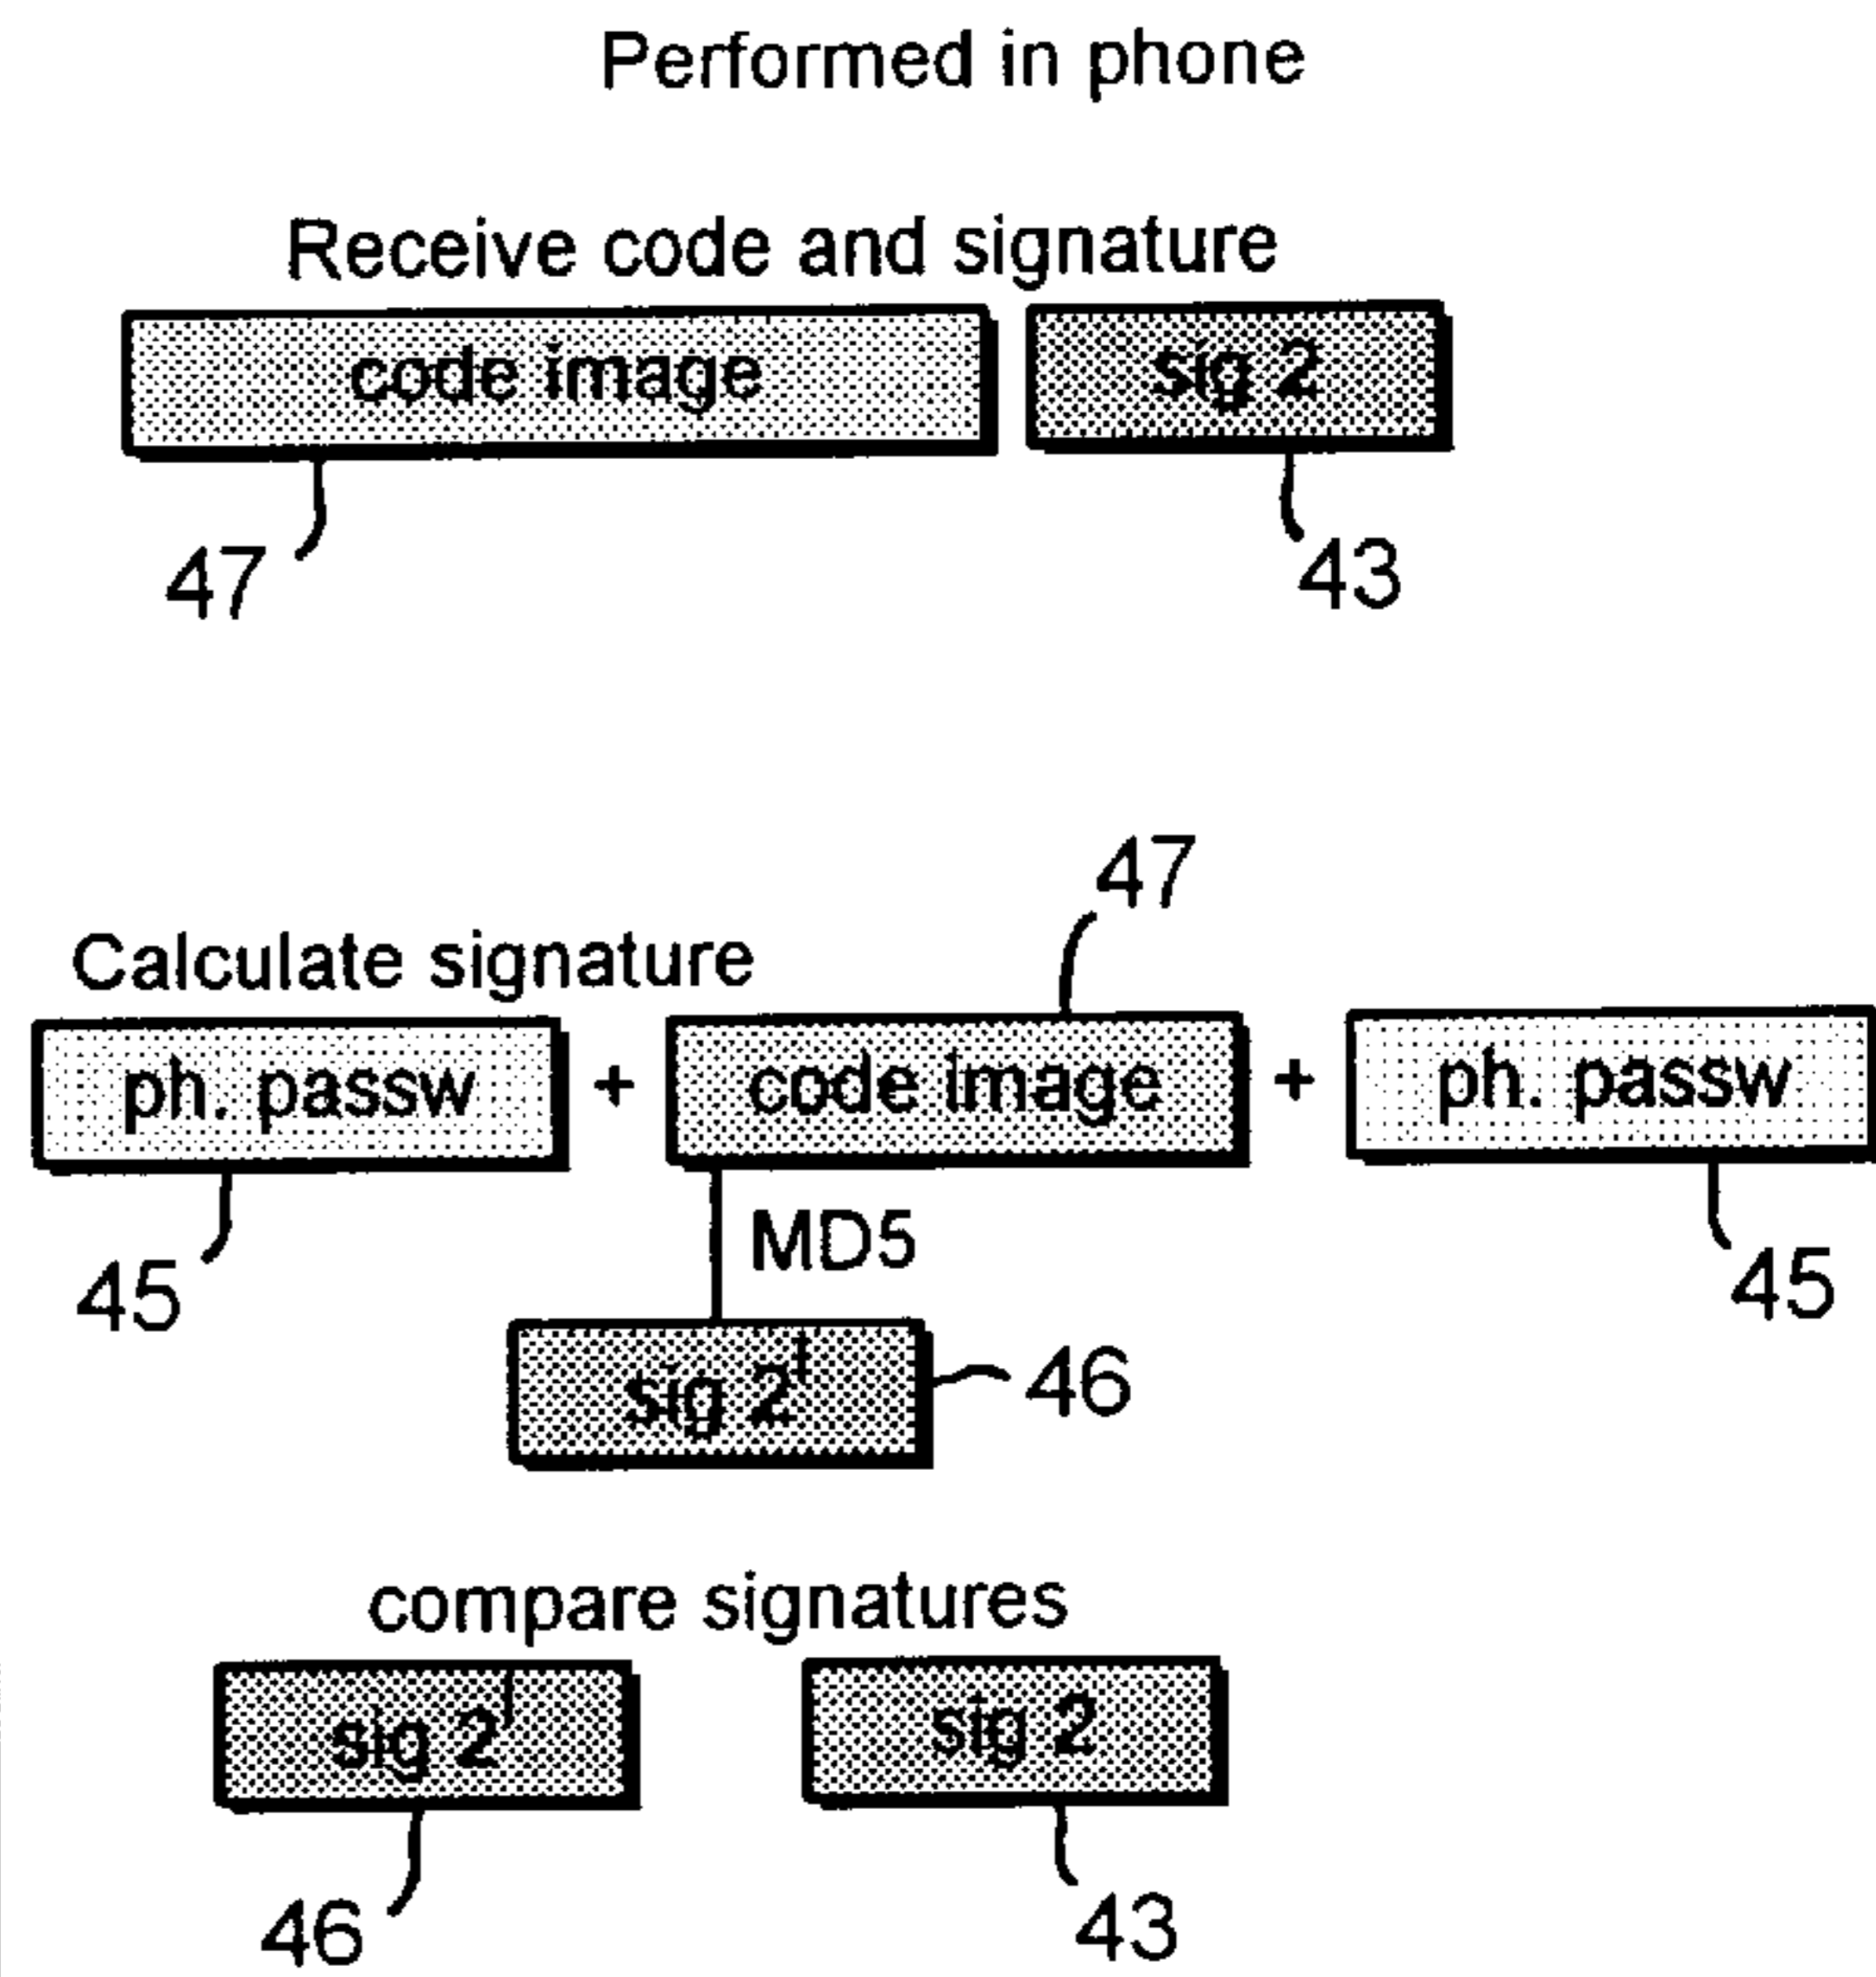 Performed in phone
Receive code and signature
code image sig 2
47 43
47
Calculate signature
ph. passw + code image + ph. passw
MD5
45 45
sig 2' 46
compare signatures
sig 2' sig 2
46 43